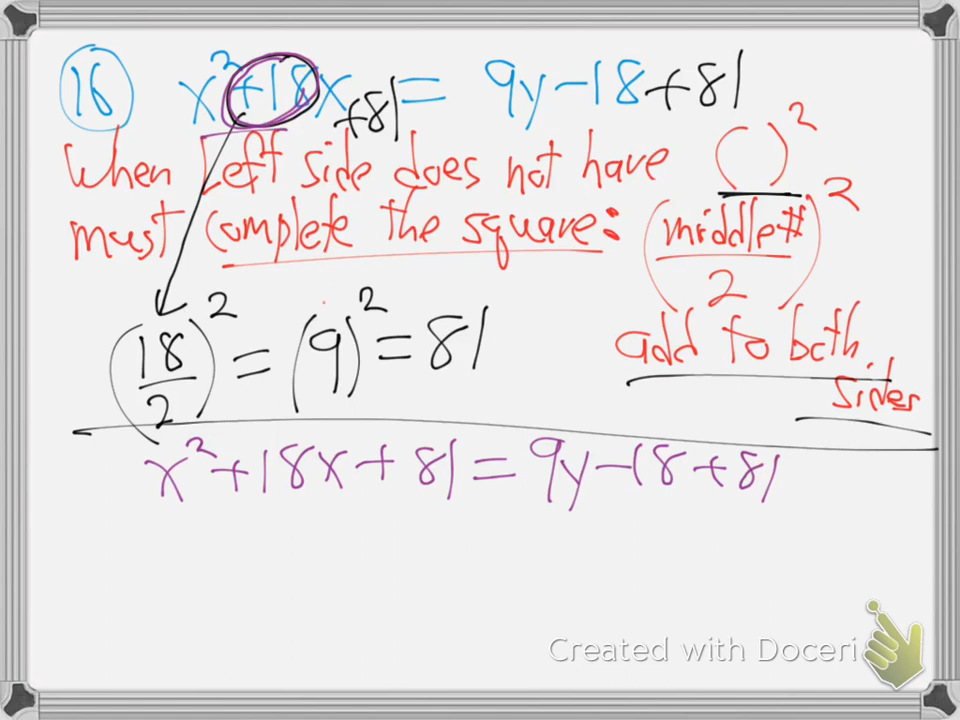 16 x² +18x +81 = 9y - 18 + 81
When Left side does not have ( )²
must complete the square: (middle#/2)²
(18/2)² = (9)² = 81
add to both sides
x² + 18x + 81 = 9y - 18 + 81
Created with Doceri